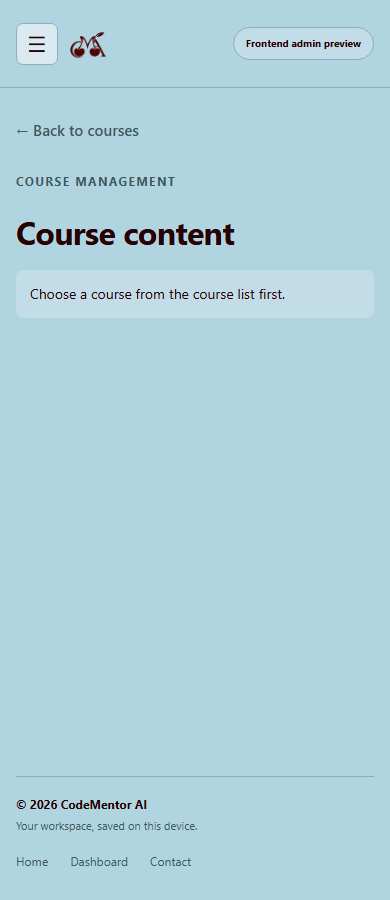 ☰
Frontend admin preview
← Back to courses
COURSE MANAGEMENT
Course content
Choose a course from the course list first.
© 2026 CodeMentor AI
Your workspace, saved on this device.
Home Dashboard Contact